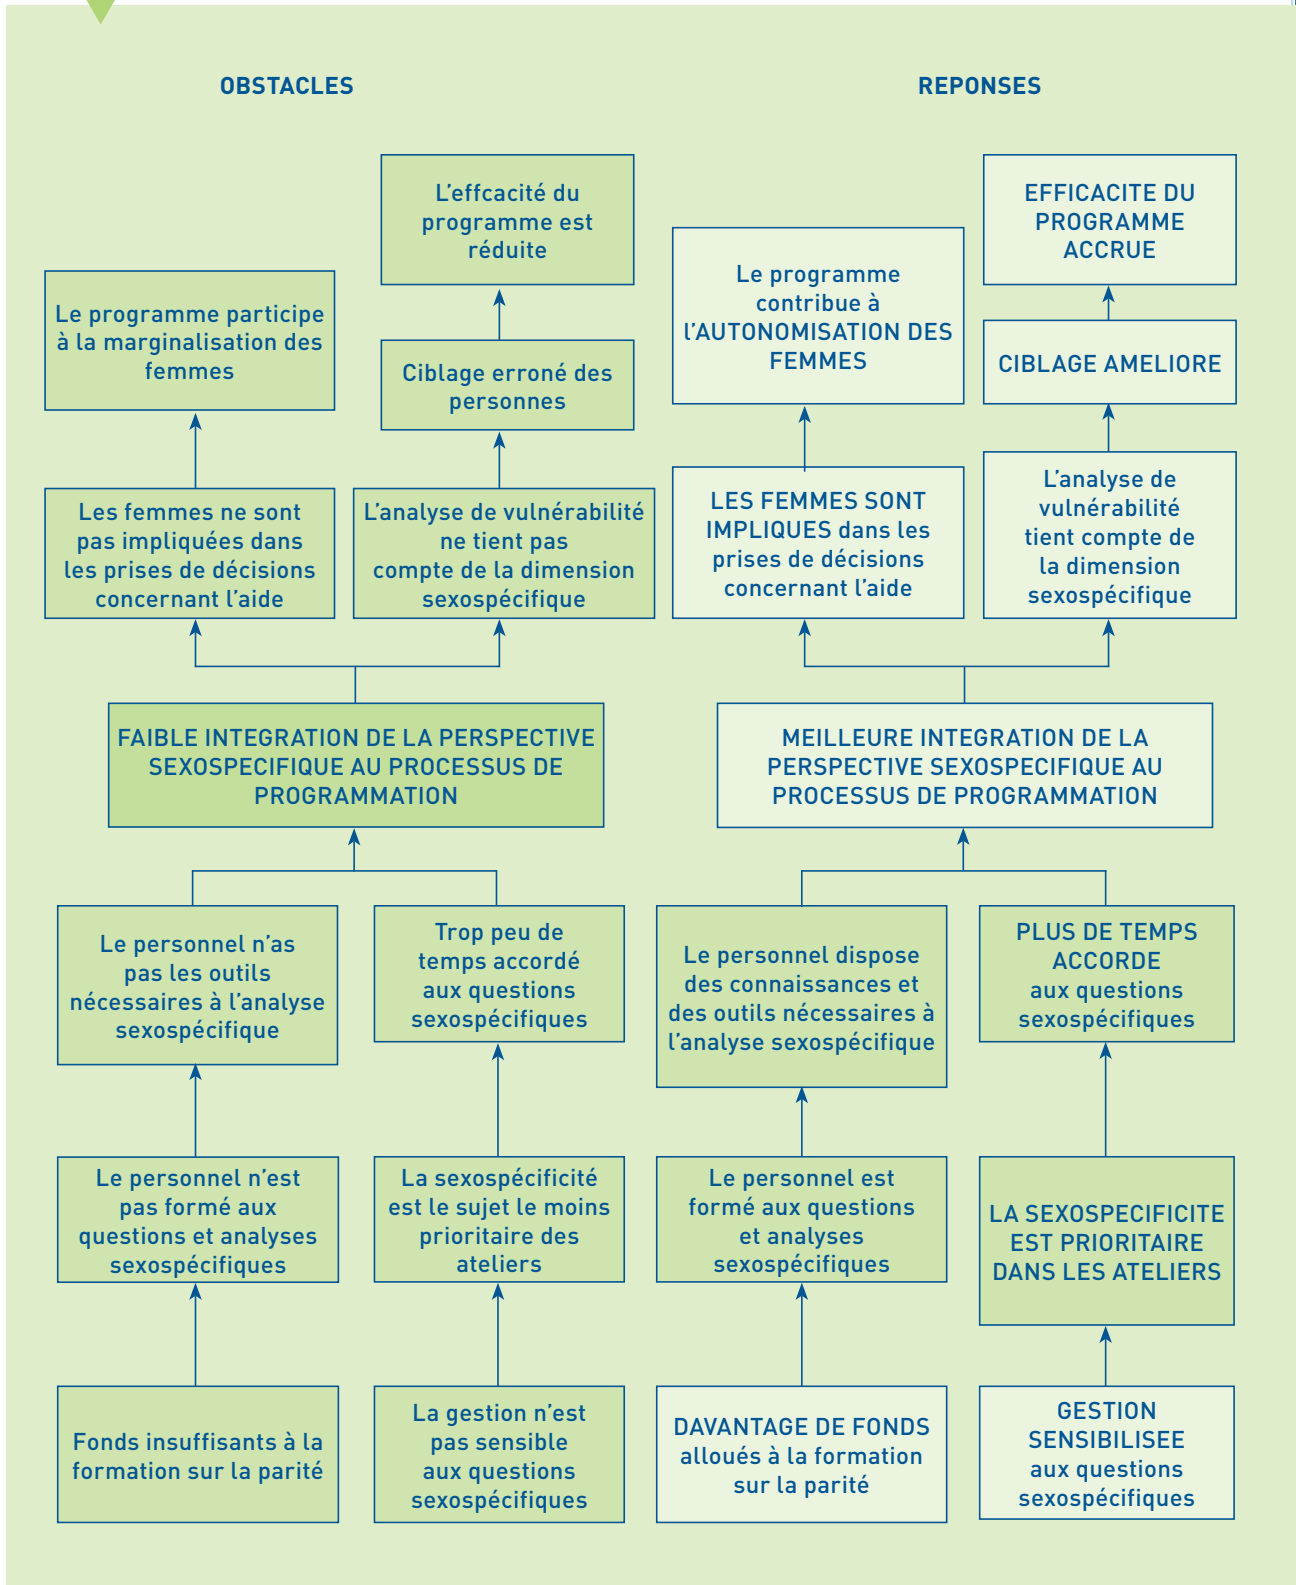 OBSTACLES
L'effcacité du
programme est
réduite
Le programme participe
à la marginalisation des
femmes
Ciblage erroné des
personnes
Les femmes ne sont
pas impliquées dans
les prises de décisions
concernant l'aide
L'analyse de vulnérabilité
ne tient pas
compte de la dimension
sexospécifique
FAIBLE INTEGRATION DE LA PERSPECTIVE
SEXOSPECIFIQUE AU PROCESSUS DE
PROGRAMMATION
Le personnel n'as
pas les outils
nécessaires à l'analyse
sexospécifique
Trop peu de
temps accordé
aux questions
sexospécifiques
Le personnel n'est
pas formé aux
questions et analyses
sexospécifiques
La sexospécificité
est le sujet le moins
prioritaire des
ateliers
Fonds insuffisants à la
formation sur la parité
La gestion n'est
pas sensible
aux questions
sexospécifiques
REPONSES
EFFICACITE DU
PROGRAMME
ACCRUE
Le programme
contribue à
l'AUTONOMISATION DES
FEMMES
CIBLAGE AMELIORE
LES FEMMES SONT
IMPLIQUES dans les
prises de décisions
concernant l'aide
L'analyse de
vulnérabilité
tient compte de
la dimension
sexospécifique
MEILLEURE INTEGRATION DE LA
PERSPECTIVE SEXOSPECIFIQUE AU
PROCESSUS DE PROGRAMMATION
Le personnel dispose
des connaissances et
des outils nécessaires à
l'analyse sexospécifique
PLUS DE TEMPS
ACCORDE
aux questions
sexospécifiques
Le personnel est
formé aux questions
et analyses
sexospécifiques
LA SEXOSPECIFICITE
EST PRIORITAIRE
DANS LES ATELIERS
DAVANTAGE DE FONDS
alloués à la formation
sur la parité
GESTION
SENSIBILISEE
aux questions
sexospécifiques